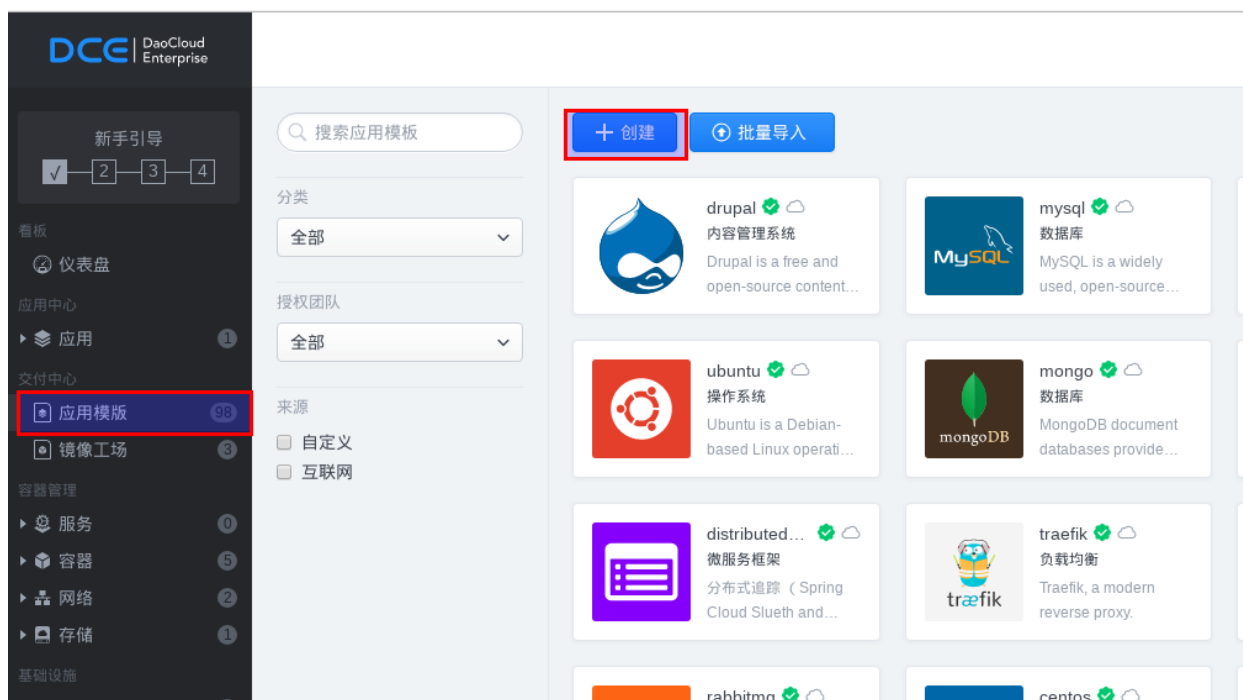 DCE DaoCloud Enterprise
新手引导
√ 2 3 4
看板
仪表盘
应用中心
应用 1
交付中心
应用模版 98
镜像工场 3
容器管理
服务 0
容器 5
网络 2
存储 1
基础设施
搜索应用模板
分类
全部
授权团队
全部
来源
自定义
互联网
创建
批量导入
drupal
内容管理系统
Drupal is a free and
open-source content...
MySQL
mysql
数据库
MySQL is a widely
used, open-source...
ubuntu
操作系统
Ubuntu is a Debian-
based Linux operati...
mongoDB
mongo
数据库
MongoDB document
databases provide...
distributed...
微服务框架
分布式追踪 （ Spring
Cloud Slueth and...
træfik
traefik
负载均衡
Traefik, a modern
reverse proxy.
rabbitmq
centos